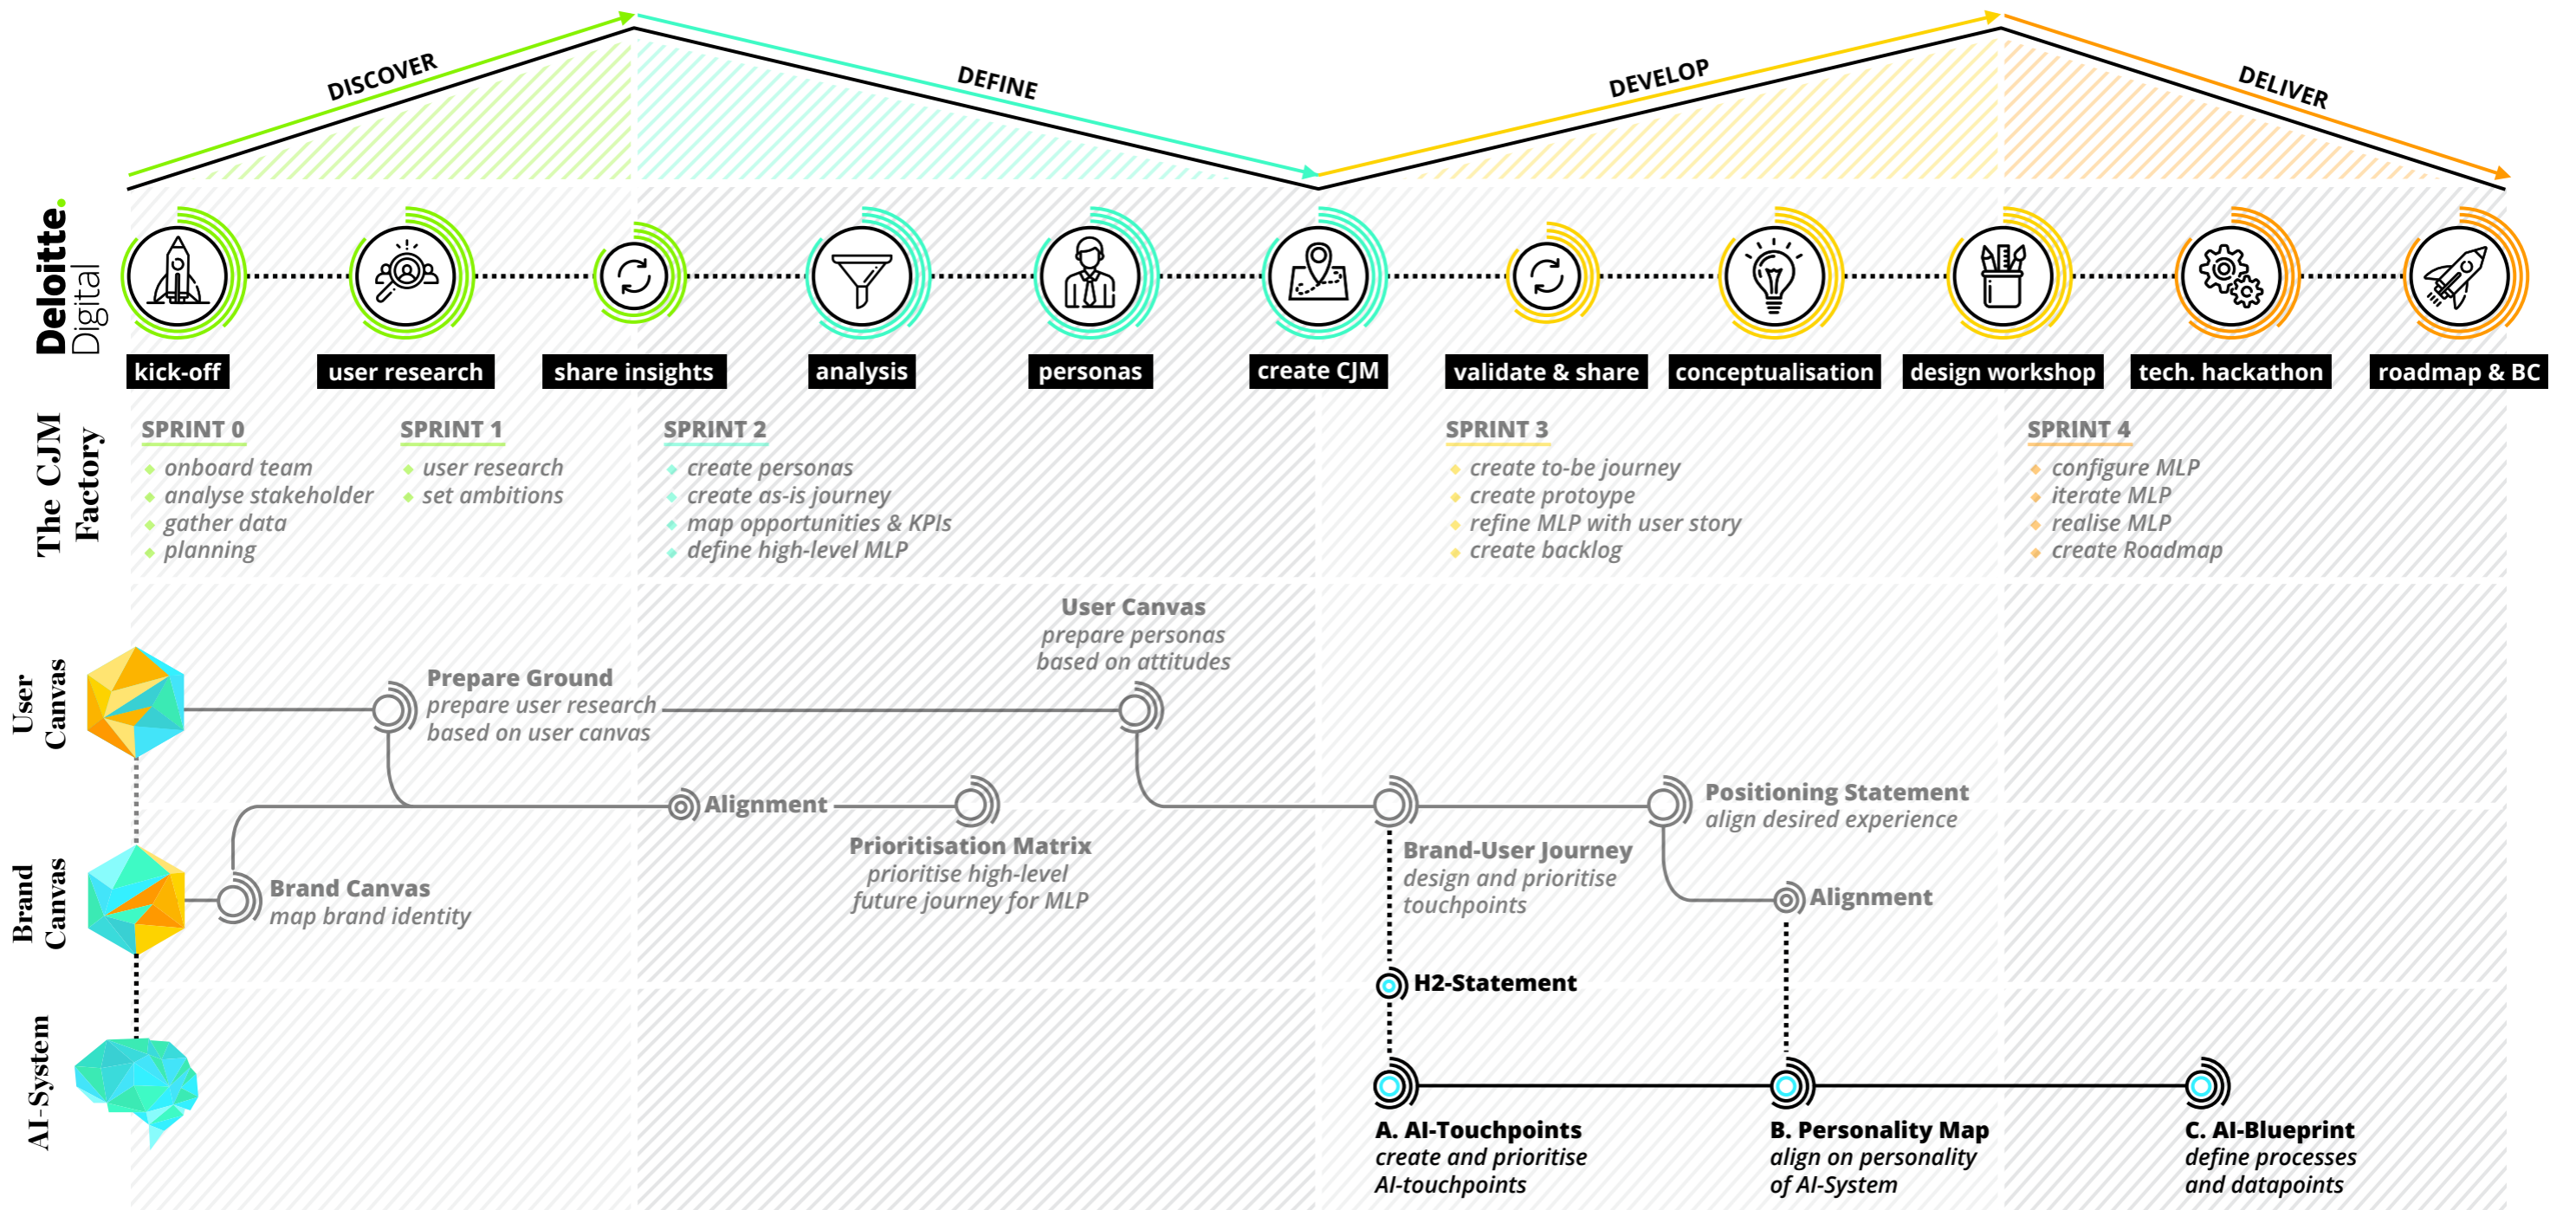 DISCOVER
DEFINE
DEVELOP
DELIVER
Deloitte.
Digital
kick-off
user research
share insights
analysis
personas
create CJM
validate & share
conceptualisation
design workshop
tech. hackathon
roadmap & BC
The CJM
Factory
SPRINT 0
onboard team
analyse stakeholder
gather data
planning
SPRINT 1
user research
set ambitions
SPRINT 2
create personas
create as-is journey
map opportunities & KPIs
define high-level MLP
SPRINT 3
create to-be journey
create protoype
refine MLP with user story
create backlog
SPRINT 4
configure MLP
iterate MLP
realise MLP
create Roadmap
User
Canvas
Prepare Ground
prepare user research
based on user canvas
User Canvas
prepare personas
based on attitudes
Alignment
Prioritisation Matrix
prioritise high-level
future journey for MLP
Brand-User Journey
design and prioritise
touchpoints
Positioning Statement
align desired experience
Alignment
Brand
Canvas
Brand Canvas
map brand identity
H2-Statement
AI-System
A. AI-Touchpoints
create and prioritise
AI-touchpoints
B. Personality Map
align on personality
of AI-System
C. AI-Blueprint
define processes
and datapoints